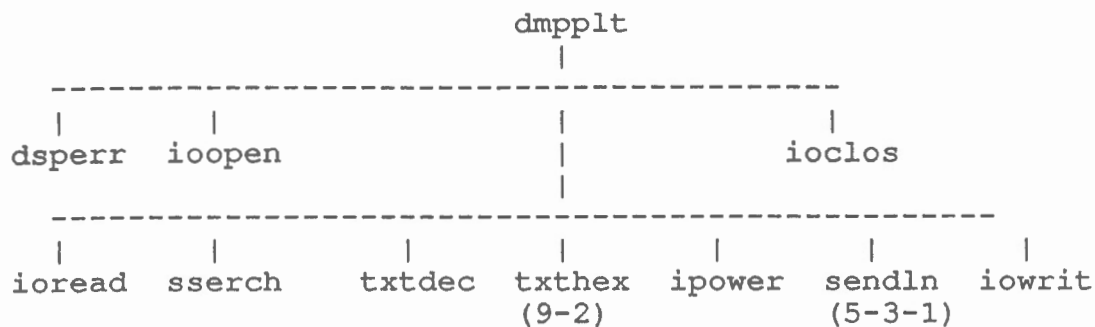 dmpplt
dsperr ioopen ioclos
ioread sserch txtdec txthex ipower sendln iowrit
(9-2) (5-3-1)